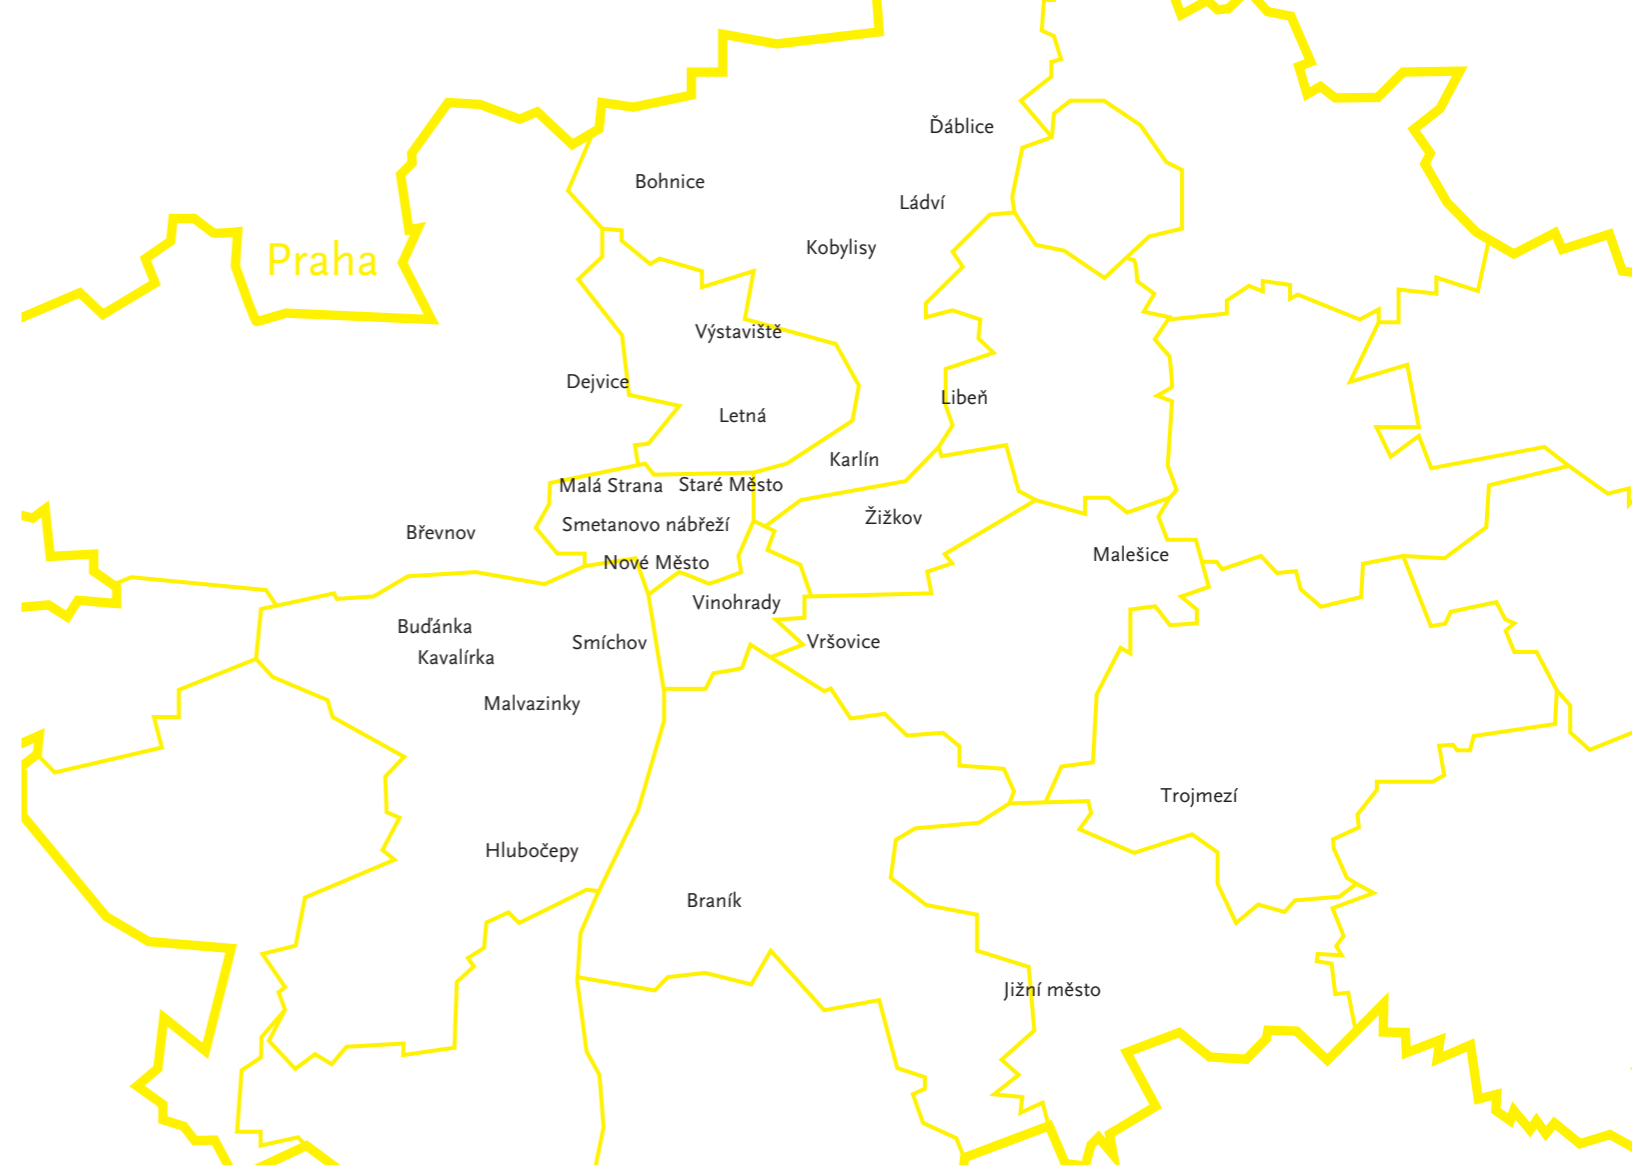 Ďáblice
Bohnice
Ládví
Kobylisy
Praha
Výstaviště
Dejvice
Libeň
Letná
Karlín
Malá Strana
Staré Město
Žižkov
Smetanovo nábřeží
Břevnov
Malešice
Nové Město
Vinohrady
Buďánka
Smíchov
Vršovice
Kavalírka
Malvazinky
Trojmezí
Hlubočepy
Braník
Jižní město